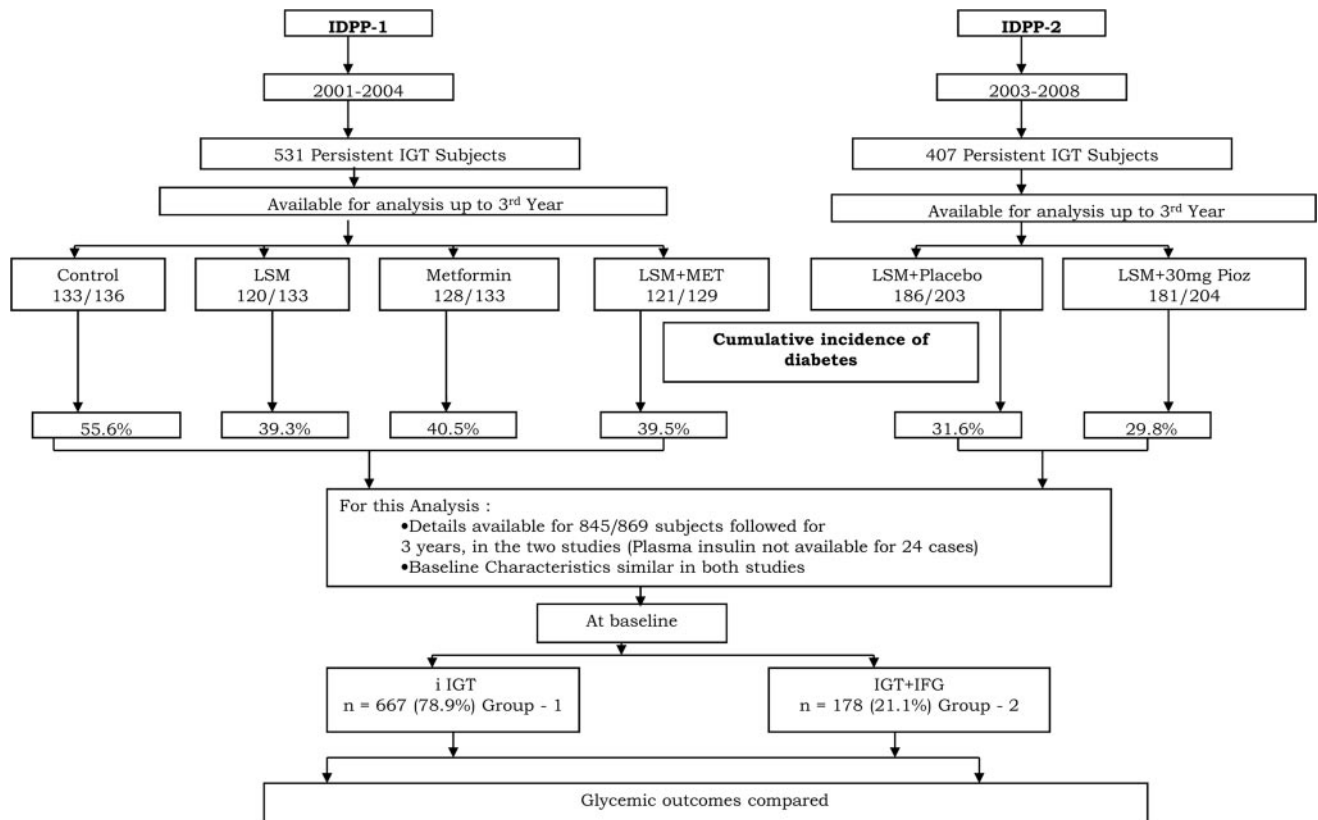 IDPP-1
IDPP-2
2001-2004
2003-2008
531 Persistent IGT Subjects
407 Persistent IGT Subjects
Available for analysis up to 3rd Year
Available for analysis up to 3rd Year
Control
133/136
LSM
120/133
Metformin
128/133
LSM+MET
121/129
LSM+Placebo
186/203
LSM+30mg Pioz
181/204
Cumulative incidence of
diabetes
55.6%
39.3%
40.5%
39.5%
31.6%
29.8%
For this Analysis :
•Details available for 845/869 subjects followed for
3 years, in the two studies (Plasma insulin not available for 24 cases)
•Baseline Characteristics similar in both studies
At baseline
i IGT
n = 667 (78.9%) Group - 1
IGT+IFG
n = 178 (21.1%) Group - 2
Glycemic outcomes compared